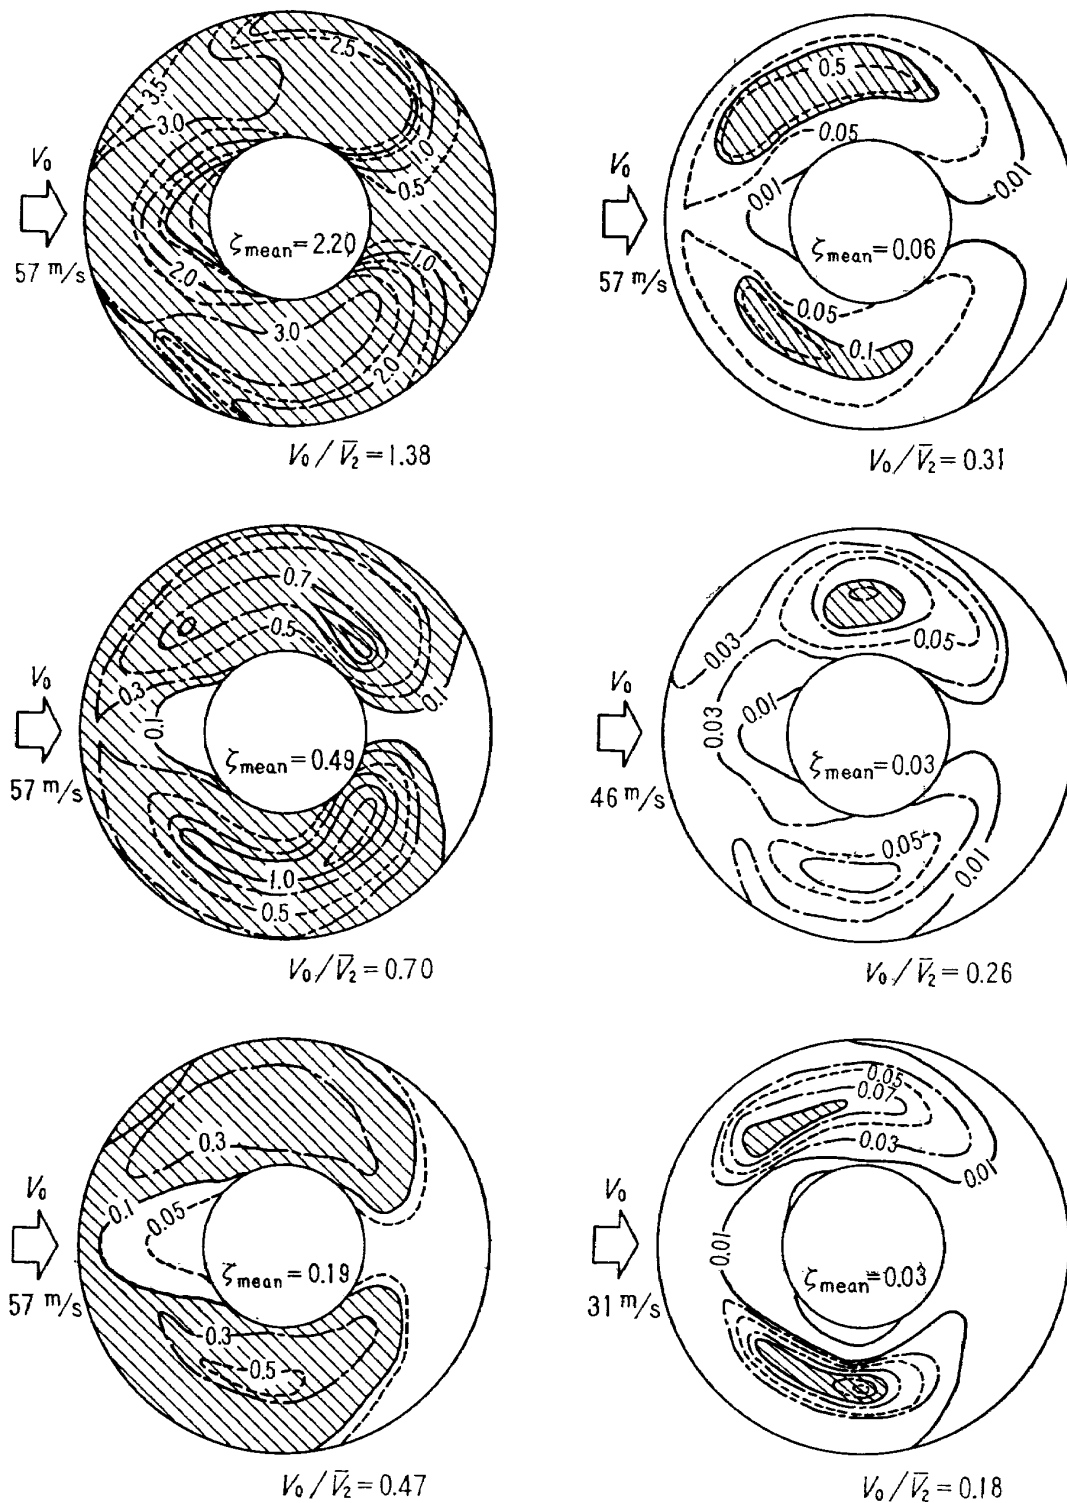 2.5
3.5
3.0
1.0
0.5
V₀
57 m/s
ζmean = 2.20
2.0
1.0
3.0
2.0
V₀ / V̅₂ = 1.38
0.5
0.05
0.01
0.01
V₀
57 m/s
ζmean = 0.06
0.05
0.1
V₀ / V̅₂ = 0.31
0.7
0.5
0.3
0.1
0.1
V₀
57 m/s
ζmean = 0.49
1.0
0.5
V₀ / V̅₂ = 0.70
0.03
0.05
0.03
0.01
V₀
46 m/s
ξmean = 0.03
0.05
0.01
V₀ / V̅₂ = 0.26
0.3
0.1
0.05
V₀
57 m/s
ζmean = 0.19
0.3
0.5
V₀ / V̅₂ = 0.47
0.05
0.07
0.03
0.01
0.01
V₀
31 m/s
ζmean = 0.03
V₀ / V̅₂ = 0.18